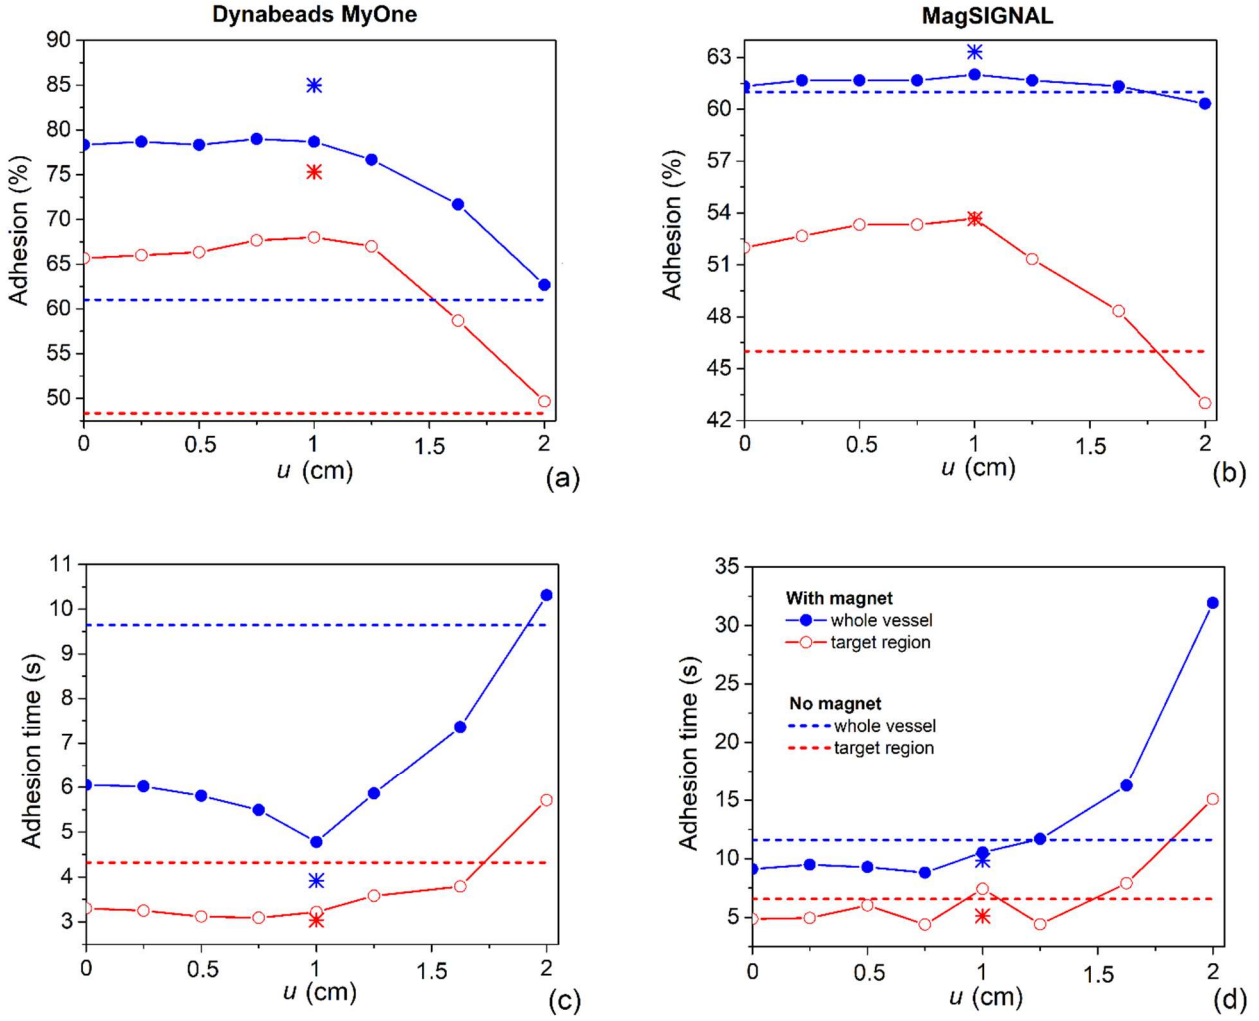 Dynabeads MyOne
90
85
80
75
70
65
60
55
50
Adhesion (%)
0
0.5
1
1.5
2
u (cm)
(a)
MagSIGNAL
63
60
57
54
51
48
45
42
Adhesion (%)
0
0.5
1
1.5
2
u (cm)
(b)
11
10
9
8
7
6
5
4
3
Adhesion time (s)
0
0.5
1
1.5
2
u (cm)
(c)
35
30
25
20
15
10
5
Adhesion time (s)
With magnet
whole vessel
target region
No magnet
whole vessel
target region
0
0.5
1
1.5
2
u (cm)
(d)